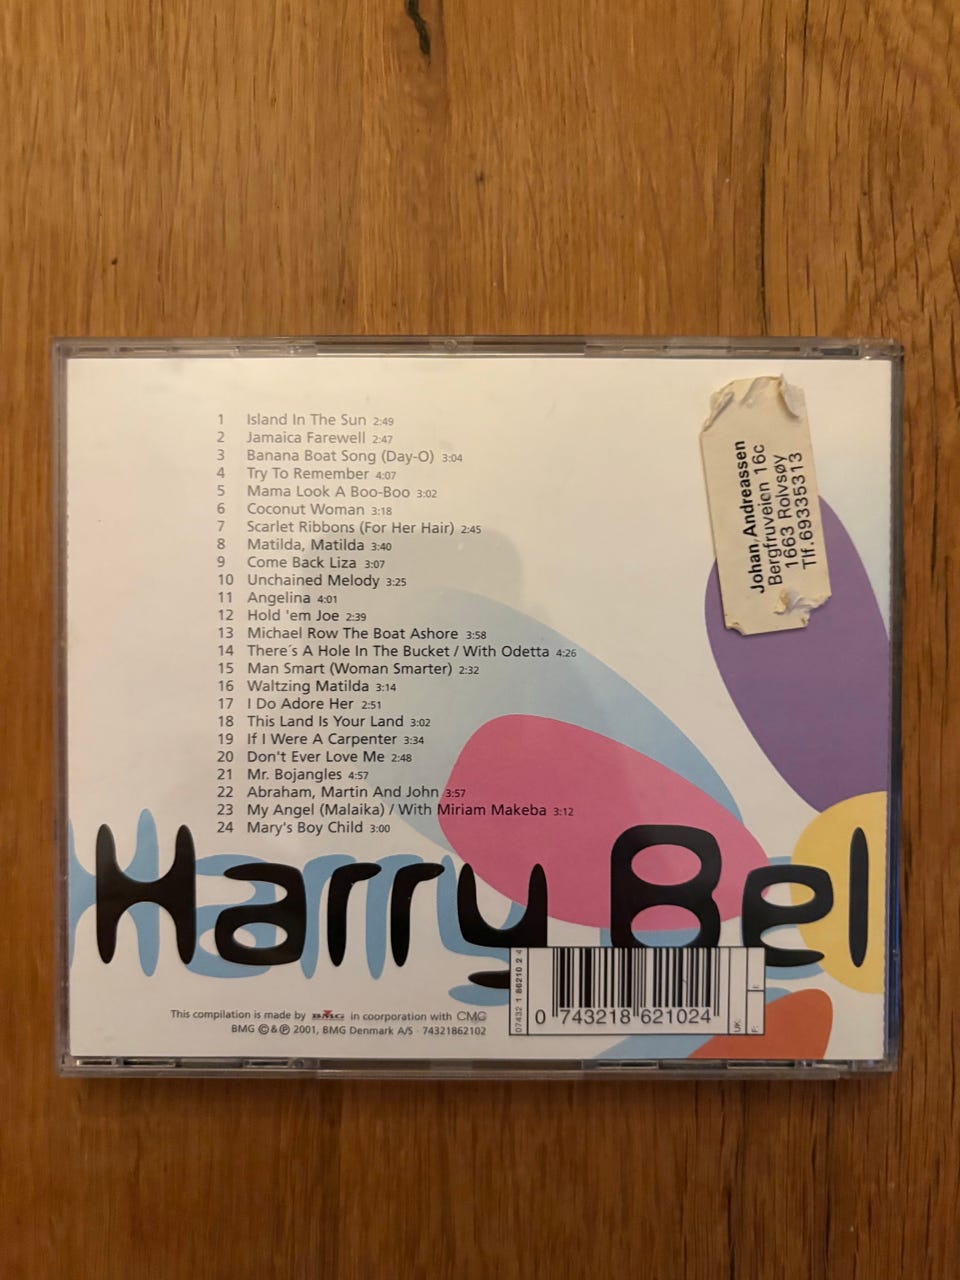 1 Island In The Sun 2:49
2 Jamaica Farewell 2:47
3 Banana Boat Song (Day-O) 3:04
4 Try To Remember 4:07
5 Mama Look A Boo-Boo 3:02
6 Coconut Woman 3:18
7 Scarlet Ribbons (For Her Hair) 2:45
8 Matilda, Matilda 3:40
9 Come Back Liza 3:07
10 Unchained Melody 3:25
11 Angelina 4:01
12 Hold 'em Joe 2:39
13 Michael Row The Boat Ashore 3:58
14 There´s A Hole In The Bucket / With Odetta 4:26
15 Man Smart (Woman Smarter) 2:32
16 Waltzing Matilda 3:14
17 I Do Adore Her 2:51
18 This Land Is Your Land 3:02
19 If I Were A Carpenter 3:34
20 Don't Ever Love Me 2:48
21 Mr. Bojangles 4:57
22 Abraham, Martin And John 3:57
23 My Angel (Malaika) / With Miriam Makeba 3:12
24 Mary's Boy Child 3:00
Johan Andreassen
Bergfruveien 16c
1663 Rolvsøy
Tlf.69335313
Harry Bel
Harry
This compilation is made by BMG in coorporation with CMC
BMG ©&℗ 2001, BMG Denmark A/S · 74321862102
07432 1 86210 2 4
0 743218 621024
UK:
F: